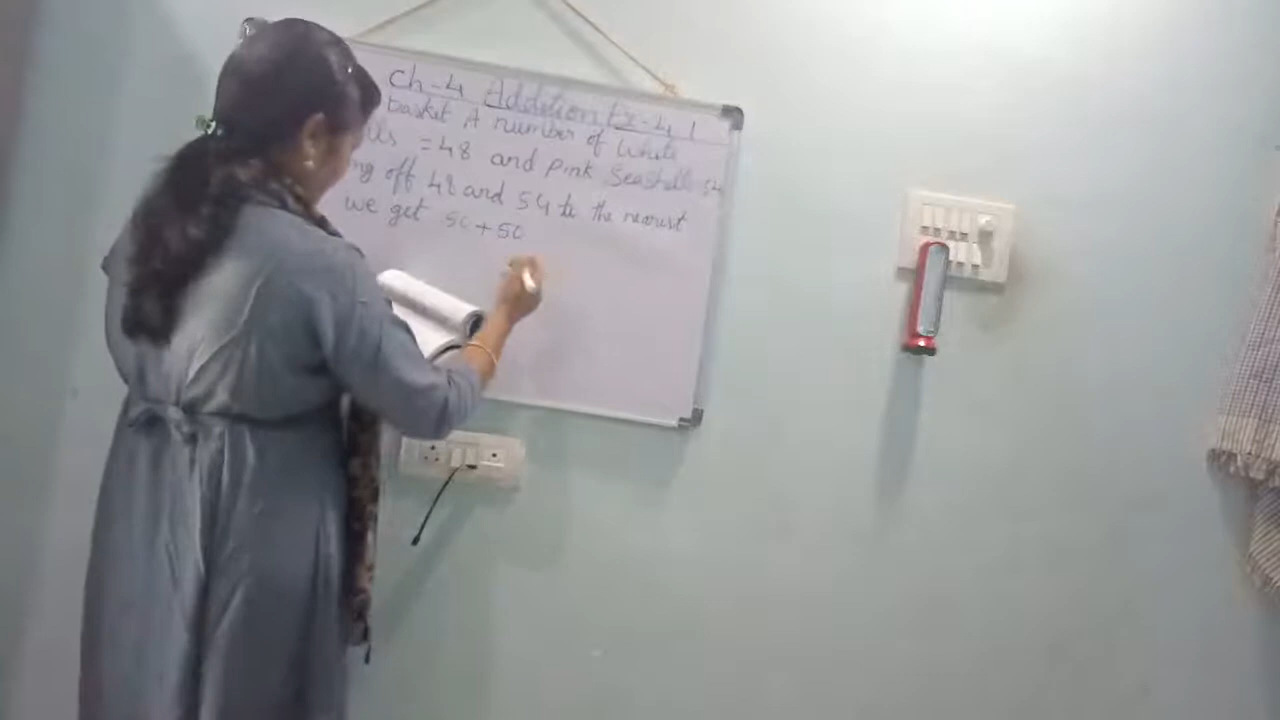 Ch-4 Addition Ex-4.1
basket A number of White
= 48 and Pink Seashells 54
ng off 48 and 54 to the nearest
we get 50 + 50